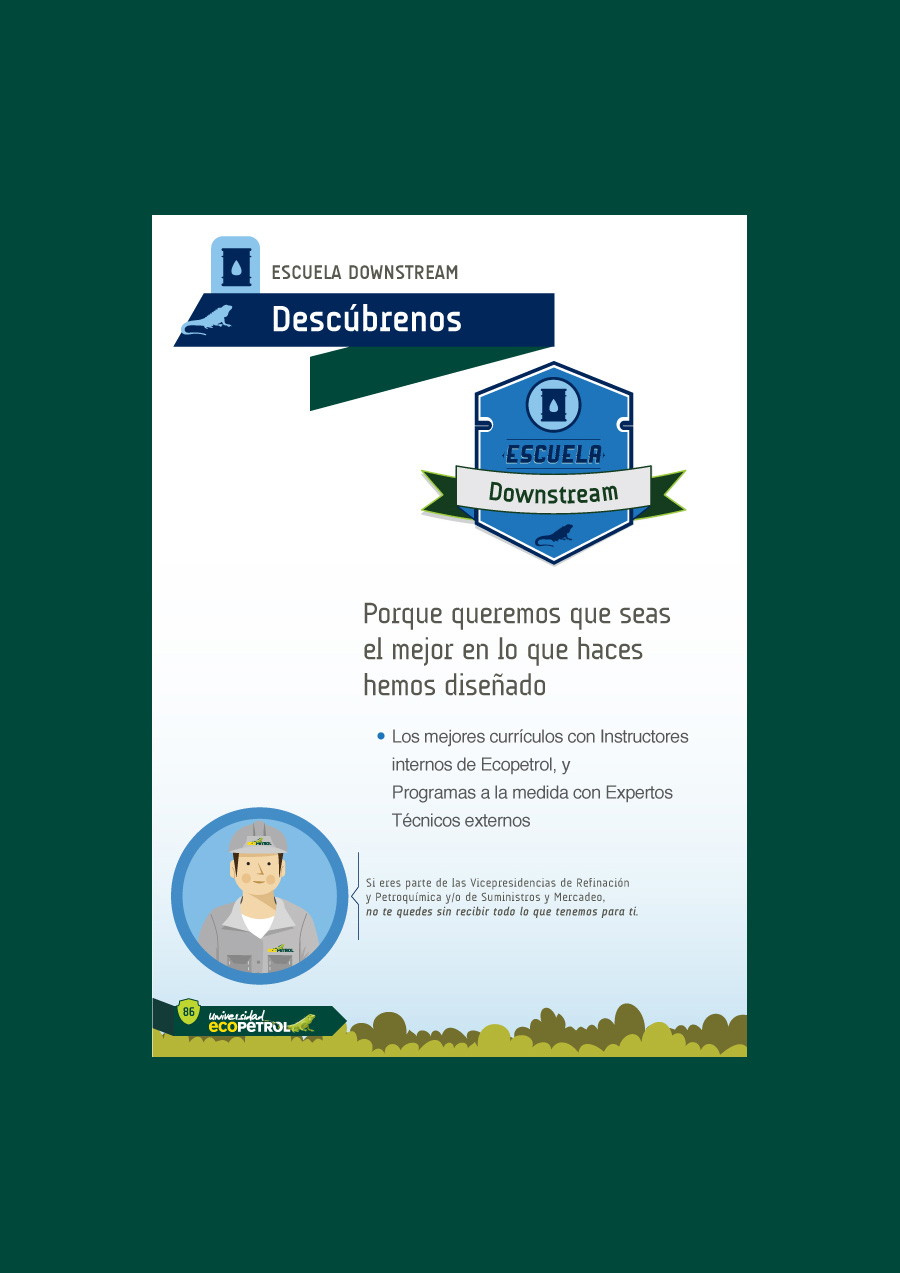 ESCUELA DOWNSTREAM
Descúbrenos
ESCUELA
Downstream
Porque queremos que seas
el mejor en lo que haces
hemos diseñado
• Los mejores currículos con Instructores
internos de Ecopetrol, y
Programas a la medida con Expertos
Técnicos externos
ECOPETROL
ECOPETROL
Si eres parte de las Vicepresidencias de Refinación
y Petroquímica y/o de Suministros y Mercadeo,
no te quedes sin recibir todo lo que tenemos para ti.
86
universidad
ECOPETROL